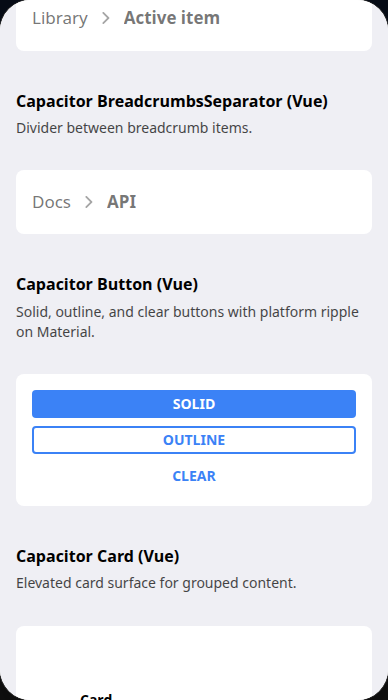 Library > Active item
Capacitor BreadcrumbsSeparator (Vue)
Divider between breadcrumb items.
Docs > API
Capacitor Button (Vue)
Solid, outline, and clear buttons with platform ripple
on Material.
SOLID
OUTLINE
CLEAR
Capacitor Card (Vue)
Elevated card surface for grouped content.
Card